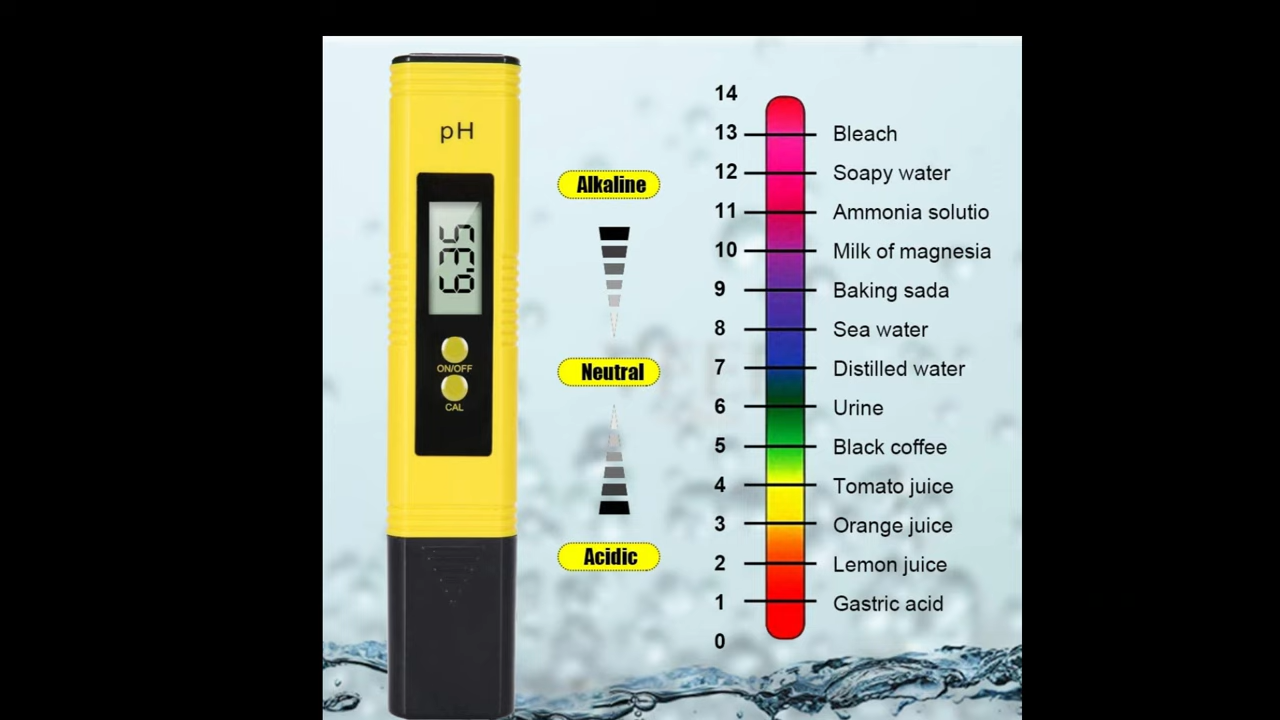 pH
6.35
ON/OFF
CAL
Alkaline
Neutral
Acidic
14
13 Bleach
12 Soapy water
11 Ammonia solutio
10 Milk of magnesia
9 Baking sada
8 Sea water
7 Distilled water
6 Urine
5 Black coffee
4 Tomato juice
3 Orange juice
2 Lemon juice
1 Gastric acid
0